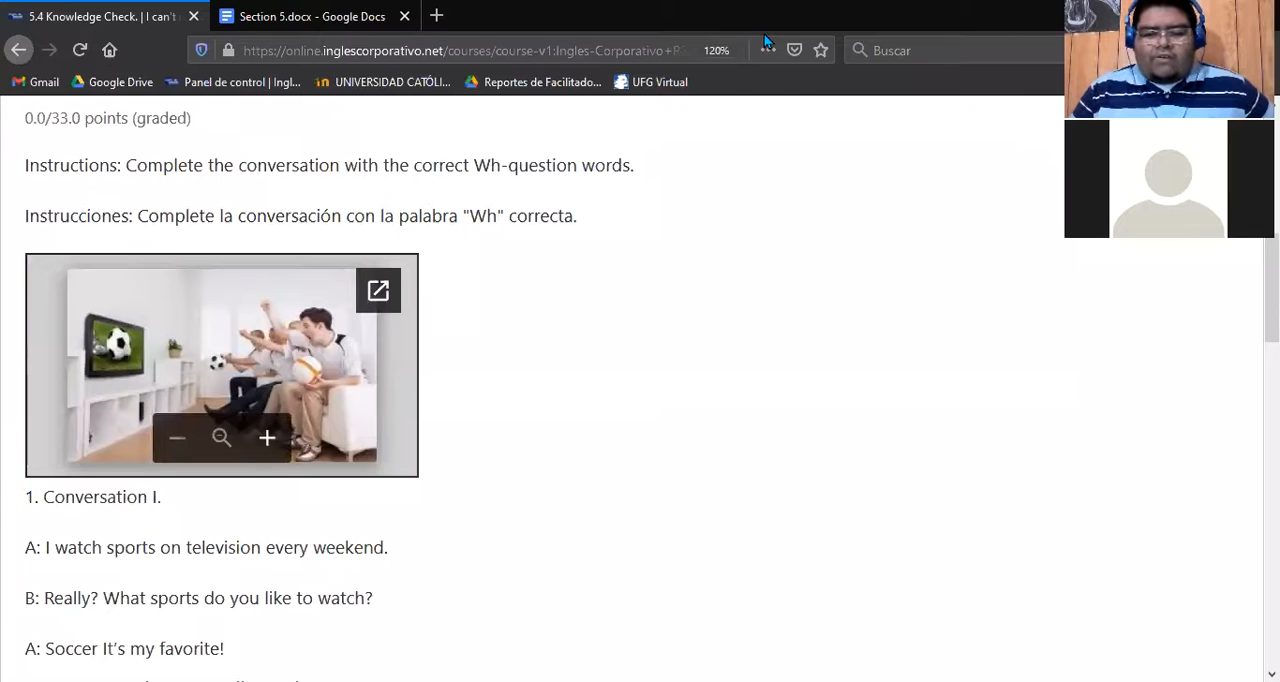 5.4 Knowledge Check. | I can't
Section 5.docx - Google Docs
https://online.inglescorporativo.net/courses/course-v1:Ingles-Corporativo+
120%
Buscar
Gmail
Google Drive
Panel de control | Ingl...
UNIVERSIDAD CATÓLI...
Reportes de Facilitado...
UFG Virtual
0.0/33.0 points (graded)
Instructions: Complete the conversation with the correct Wh-question words.
Instrucciones: Complete la conversación con la palabra "Wh" correcta.
1. Conversation I.
A: I watch sports on television every weekend.
B: Really? What sports do you like to watch?
A: Soccer It's my favorite!